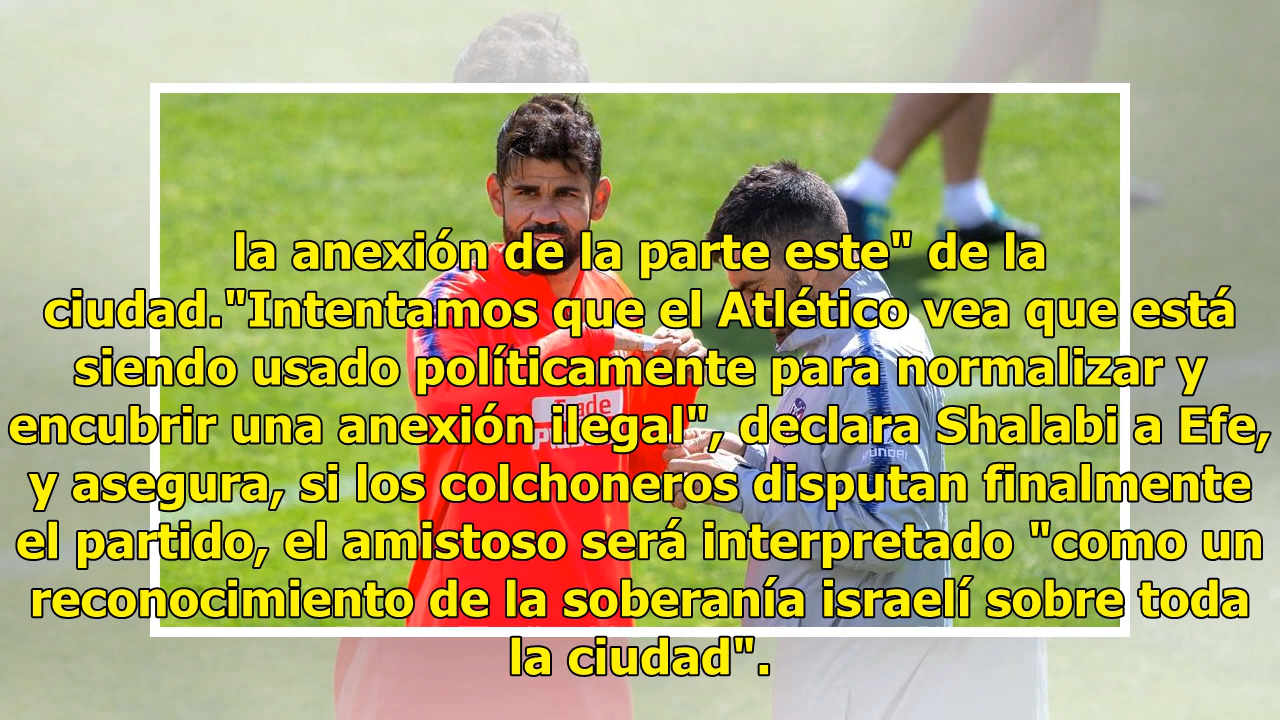 la anexión de la parte este" de la
ciudad."Intentamos que el Atlético vea que está
siendo usado políticamente para normalizar y
encubrir una anexión ilegal", declara Shalabi a Efe,
y asegura, si los colchoneros disputan finalmente
el partido, el amistoso será interpretado "como un
reconocimiento de la soberanía israelí sobre toda
la ciudad".
Trade
HYUNDAI